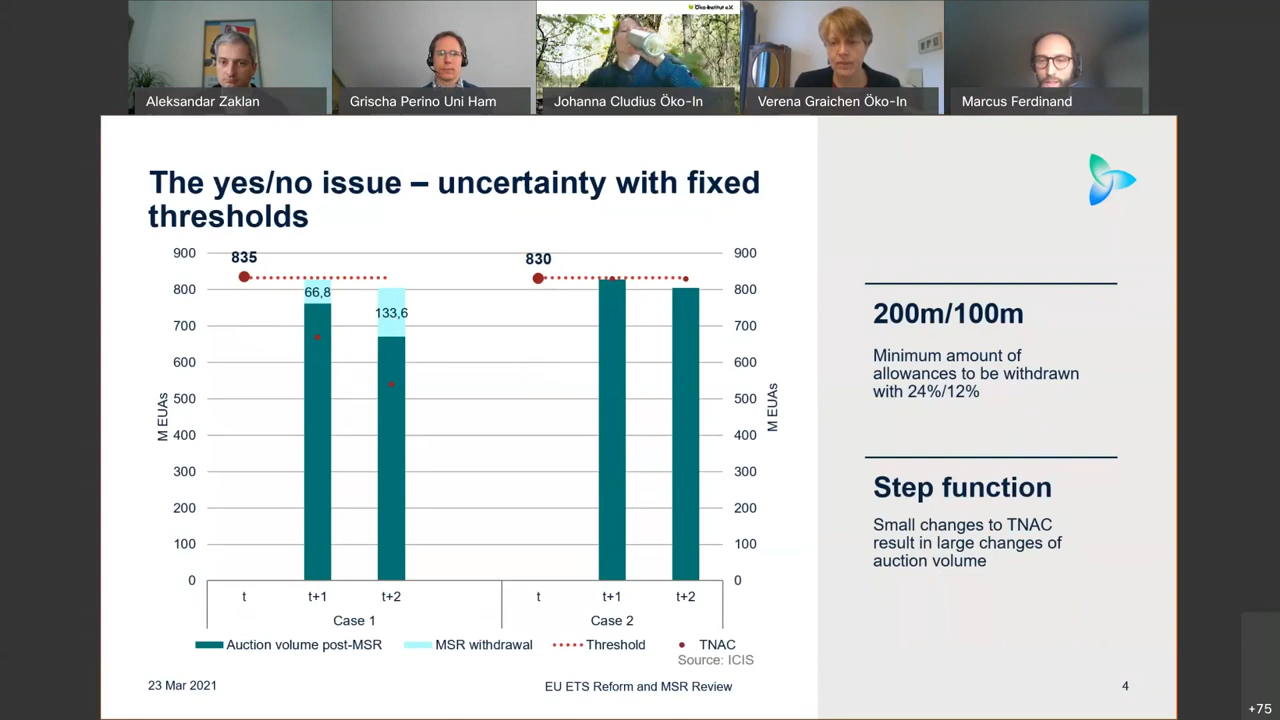 Öko-Institut e.V.
Aleksandar Zaklan
Grischa Perino Uni Ham
Johanna Cludius Öko-In
Verena Graichen Öko-In
Marcus Ferdinand
The yes/no issue – uncertainty with fixed
thresholds
900
835
830
900
800
66,8
800
133,6
700
700
600
600
M EUAs
500
500
M EUAs
400
400
300
300
200
200
100
100
0
0
t
t+1
t+2
t
t+1
t+2
Case 1
Case 2
Auction volume post-MSR
MSR withdrawal
Threshold
TNAC
Source: ICIS
200m/100m
Minimum amount of
allowances to be withdrawn
with 24%/12%
Step function
Small changes to TNAC
result in large changes of
auction volume
23 Mar 2021
EU ETS Reform and MSR Review
4
+75